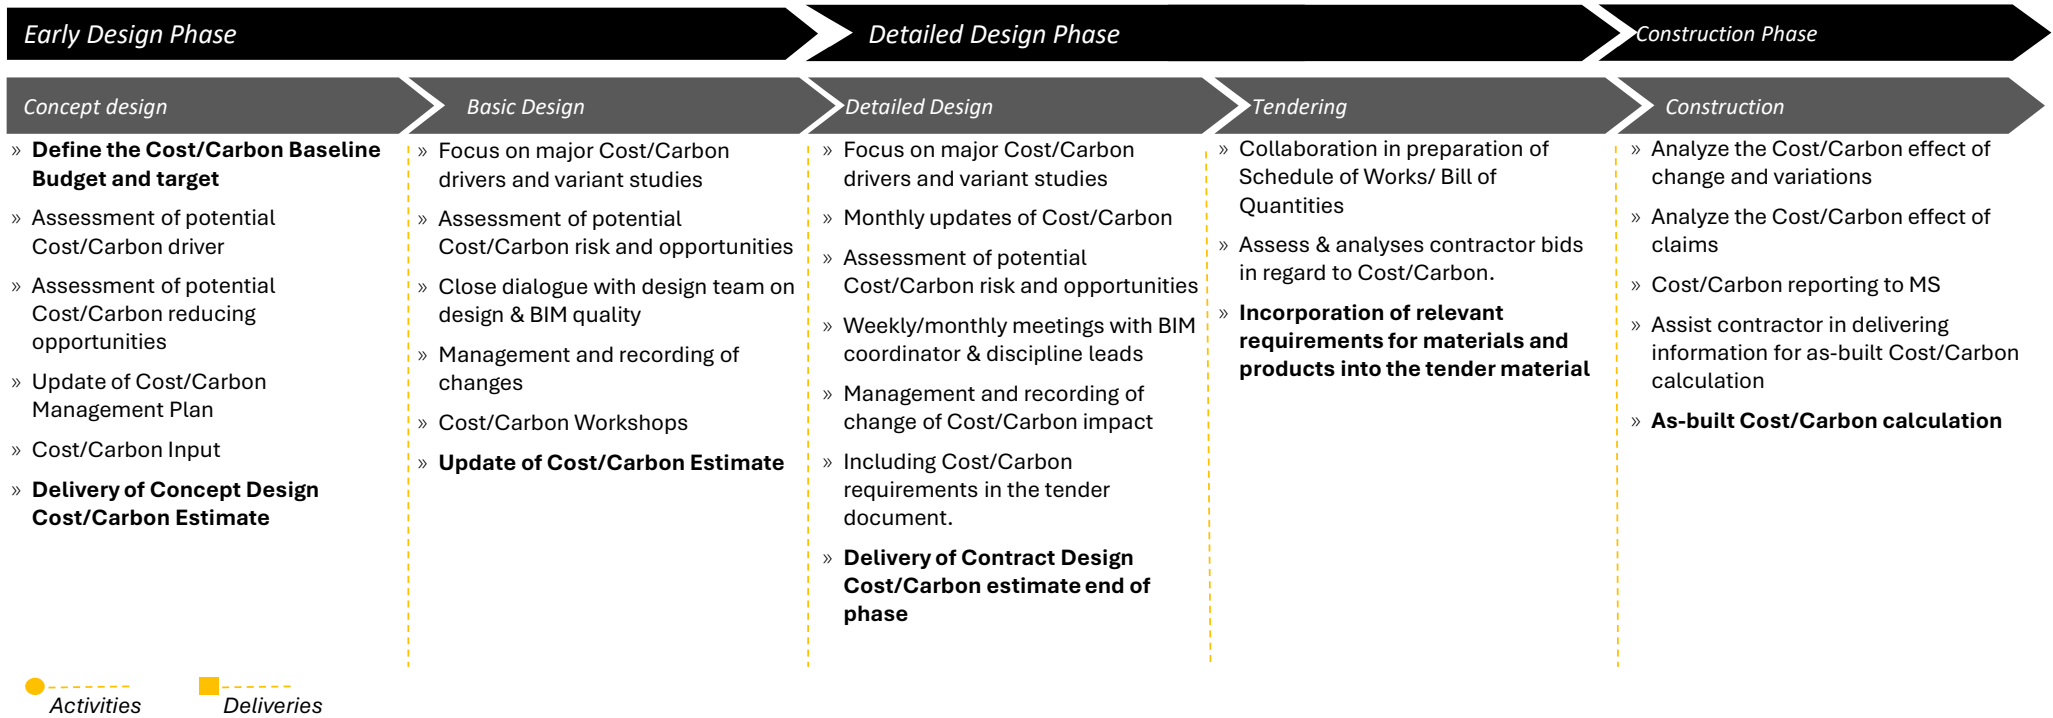 Early Design Phase
Detailed Design Phase
Construction Phase
Concept design
Basic Design
Detailed Design
Tendering
Construction
» Define the Cost/Carbon Baseline
Budget and target
» Assessment of potential
Cost/Carbon driver
» Assessment of potential
Cost/Carbon reducing
opportunities
» Update of Cost/Carbon
Management Plan
» Cost/Carbon Input
» Delivery of Concept Design
Cost/Carbon Estimate
» Focus on major Cost/Carbon
drivers and variant studies
» Assessment of potential
Cost/Carbon risk and opportunities
» Close dialogue with design team on
design & BIM quality
» Management and recording of
changes
» Cost/Carbon Workshops
» Update of Cost/Carbon Estimate
» Focus on major Cost/Carbon
drivers and variant studies
» Monthly updates of Cost/Carbon
» Assessment of potential
Cost/Carbon risk and opportunities
» Weekly/monthly meetings with BIM
coordinator & discipline leads
» Management and recording of
change of Cost/Carbon impact
» Including Cost/Carbon
requirements in the tender
document.
» Delivery of Contract Design
Cost/Carbon estimate end of
phase
» Collaboration in preparation of
Schedule of Works/ Bill of
Quantities
» Assess & analyses contractor bids
in regard to Cost/Carbon.
» Incorporation of relevant
requirements for materials and
products into the tender material
» Analyze the Cost/Carbon effect of
change and variations
» Analyze the Cost/Carbon effect of
claims
» Cost/Carbon reporting to MS
» Assist contractor in delivering
information for as-built Cost/Carbon
calculation
» As-built Cost/Carbon calculation
Activities
Deliveries